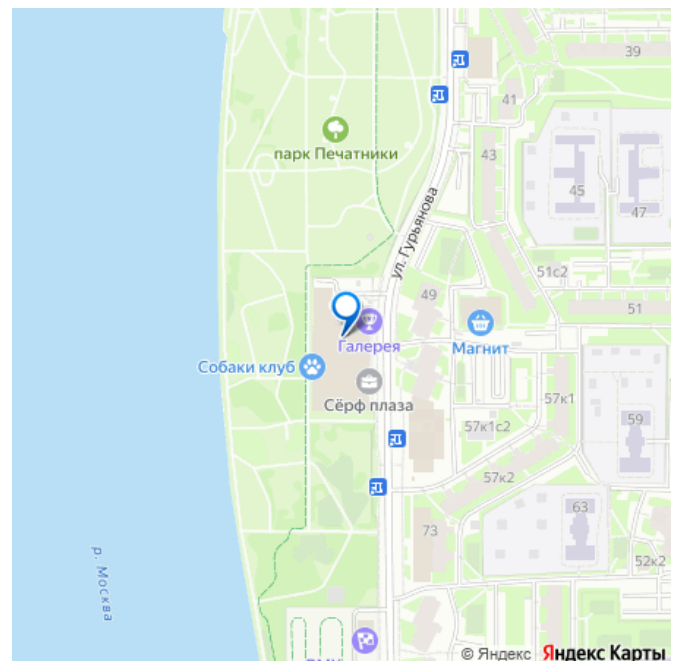 39
41
парк Печатники
43
45
47
ул. Гурьянова
51с2
49
51
Галерея
Магнит
Собаки клуб
Сёрф плаза
57к1
57к1с2
59
57к2
63
73
р. Москва
52к2
© Яндекс Яндекс Карты